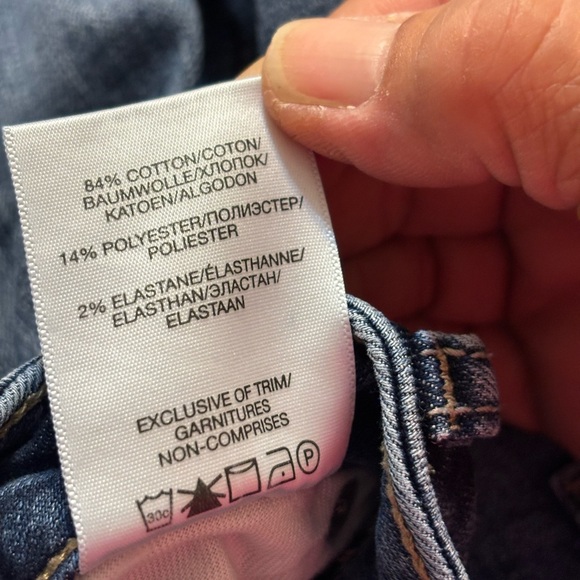 84% COTTON/COTON/
BAUMWOLLE/ХЛОПОК/
KATOEN/ALGODON
14% POLYESTER/ПОЛИЭСТЕР/
POLIESTER
2% ELASTANE/ÉLASTHANNE/
ELASTHAN/ЭЛАСТАН/
ELASTAAN
EXCLUSIVE OF TRIM/
GARNITURES
NON-COMPRISES
30c P